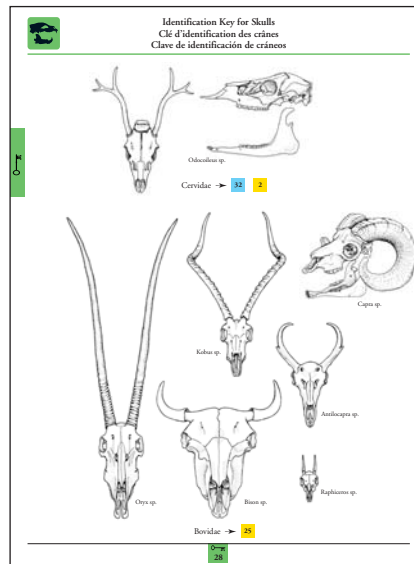 Identification Key for Skulls
Clé d'identification des crânes
Clave de identificación de cráneos
Odocoileus sp.
Cervidae → 32 2
Capra sp.
Kobus sp.
Antilocapra sp.
Raphiceros sp.
Oryx sp.
Bison sp.
Bovidae → 25
28